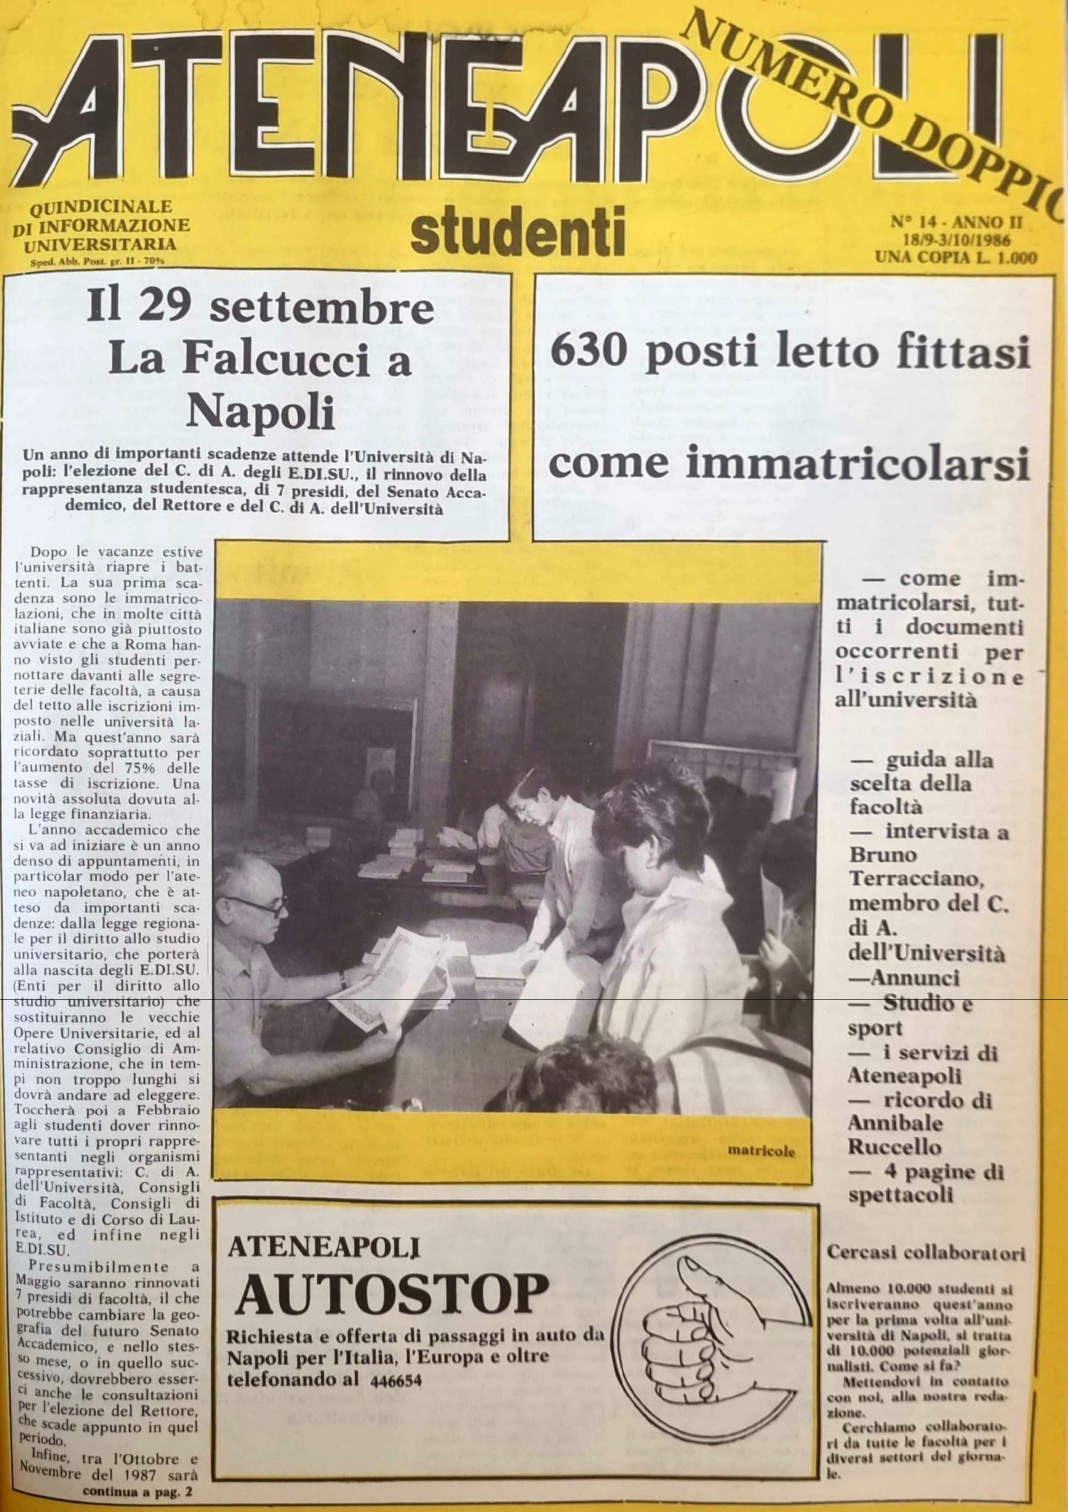 ATENEAPOLI
NUMERO DOPPIO
QUINDICINALE
DI INFORMAZIONE
UNIVERSITARIA
Sped. Abb. Post. gr. II - 70%
studenti
N° 14 - ANNO II
18/9-3/10/1986
UNA COPIA L. 1.000
Il 29 settembre
La Falcucci a
Napoli
Un anno di importanti scadenze attende l'Università di Na-
poli: l'elezione del C. di A. degli E.DI.SU., il rinnovo della
rappresentanza studentesca, di 7 presidi, del Senato Acca-
demico, del Rettore e del C. di A. dell'Università
630 posti letto fittasi
come immatricolarsi
Dopo le vacanze estive
l'università riapre i bat-
tenti. La sua prima sca-
denza sono le immatrico-
lazioni, che in molte città
italiane sono già piuttosto
avviate e che a Roma han-
no visto gli studenti per-
nottare davanti alle segre-
terie delle facoltà, a causa
del tetto alle iscrizioni im-
posto nelle università la-
ziali. Ma quest'anno sarà
ricordato soprattutto per
l'aumento del 75% delle
tasse di iscrizione. Una
novità assoluta dovuta al-
la legge finanziaria.
L'anno accademico che
si va ad iniziare è un anno
denso di appuntamenti, in
particolar modo per l'ate-
neo napoletano, che è at-
teso da importanti sca-
denze: dalla legge regiona-
le per il diritto allo studio
universitario, che porterà
alla nascita degli E.DI.SU.
(Enti per il diritto allo
studio universitario) che
sostituiranno le vecchie
Opere Universitarie, ed al
relativo Consiglio di Am-
ministrazione, che in tem-
pi non troppo lunghi si
dovrà andare ad eleggere.
Toccherà poi a Febbraio
agli studenti dover rinno-
vare tutti i propri rappre-
sentanti negli organismi
rappresentativi: C. di A.
dell'Università, Consigli
di Facoltà, Consigli di
Istituto e di Corso di Lau-
rea, ed infine negli
E.DI.SU.
Presumibilmente a
Maggio saranno rinnovati
7 presidi di facoltà, il che
potrebbe cambiare la geo-
grafia del futuro Senato
Accademico, e nello stes-
so mese, o in quello suc-
cessivo, dovrebbero esser-
ci anche le consultazioni
per l'elezione del Rettore,
che scade appunto in quel
periodo.
Infine, tra l'Ottobre e
Novembre del 1987 sarà
continua a pag. 2
matricole
— come im-
matricolarsi, tut-
ti i documenti
occorrenti per
l'iscrizione
all'università
— guida alla
scelta della
facoltà
— intervista a
Bruno
Terracciano,
membro del C.
di A.
dell'Università
—Annunci
— Studio e
sport
— i servizi di
Ateneapoli
— ricordo di
Annibale
Ruccello
— 4 pagine di
spettacoli
ATENEAPOLI
AUTOSTOP
Richiesta e offerta di passaggi in auto da
Napoli per l'Italia, l'Europa e oltre
telefonando al 446654
Cercasi collaboratori
Almeno 10.000 studenti si
iscriveranno quest'anno
per la prima volta all'uni-
versità di Napoli, si tratta
di 10.000 potenziali gior-
nalisti. Come si fa?
Mettendovi in contatto
con noi, alla nostra reda-
zione.
Cerchiamo collaborato-
ri da tutte le facoltà per i
diversi settori del giorna-
le.